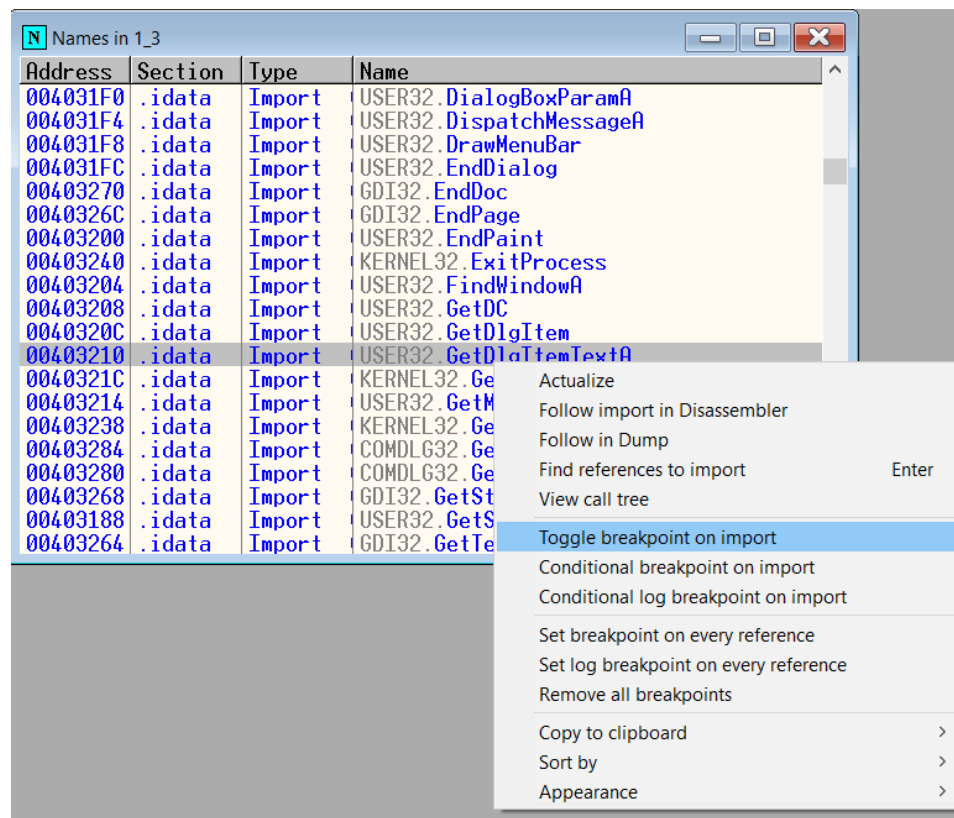 N Names in 1_3
Address Section Type Name
004031F0 .idata Import USER32.DialogBoxParamA
004031F4 .idata Import USER32.DispatchMessageA
004031F8 .idata Import USER32.DrawMenuBar
004031FC .idata Import USER32.EndDialog
00403270 .idata Import GDI32.EndDoc
0040326C .idata Import GDI32.EndPage
00403200 .idata Import USER32.EndPaint
00403240 .idata Import KERNEL32.ExitProcess
00403204 .idata Import USER32.FindWindowA
00403208 .idata Import USER32.GetDC
0040320C .idata Import USER32.GetDlgItem
00403210 .idata Import USER32.GetDlgItemTextA
0040321C .idata Import KERNEL32.Ge
00403214 .idata Import USER32.GetM
00403238 .idata Import KERNEL32.Ge
00403284 .idata Import COMDLG32.Ge
00403280 .idata Import COMDLG32.Ge
00403268 .idata Import GDI32.GetSt
00403188 .idata Import USER32.GetS
00403264 .idata Import GDI32.GetTe
Actualize
Follow import in Disassembler
Follow in Dump
Find references to import Enter
View call tree
Toggle breakpoint on import
Conditional breakpoint on import
Conditional log breakpoint on import
Set breakpoint on every reference
Set log breakpoint on every reference
Remove all breakpoints
Copy to clipboard >
Sort by >
Appearance >